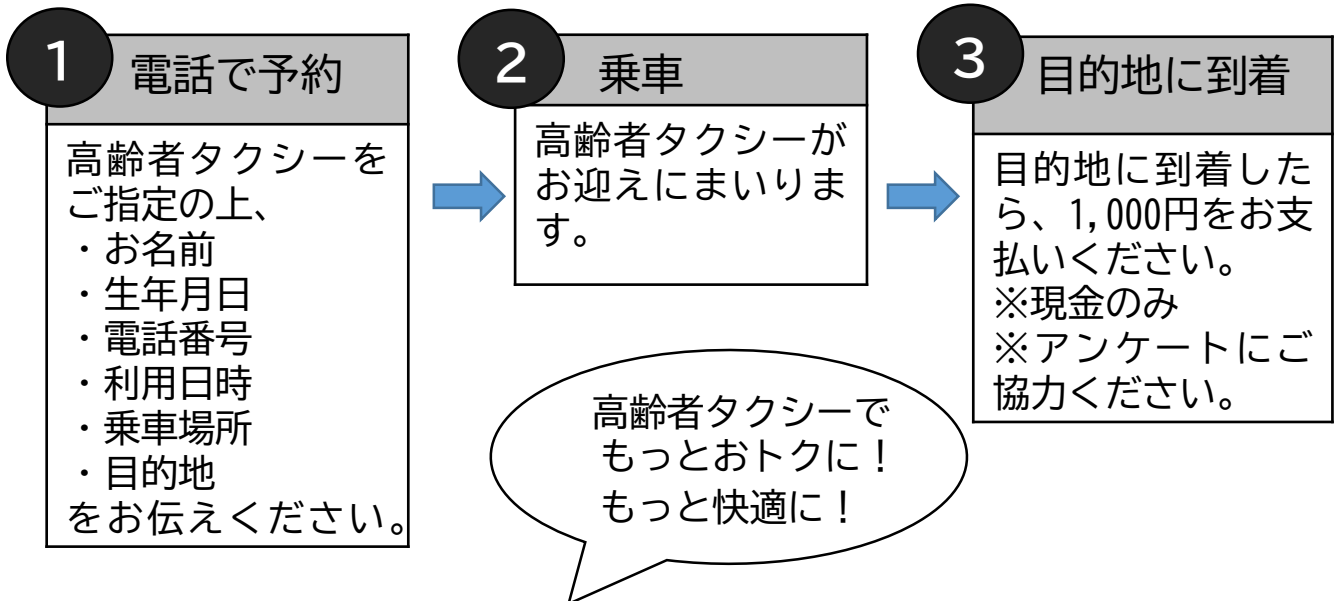 1
電話で予約
高齢者タクシーを
ご指定の上、
・お名前
・生年月日
・電話番号
・利用日時
・乗車場所
・目的地
をお伝えください。
2
乗車
高齢者タクシーが
お迎えにまいりま
す。
3
目的地に到着
目的地に到着した
ら、1,000円をお支
払いください。
※現金のみ
※アンケートにご
協力ください。
高齢者タクシーで
もっとおトクに！
もっと快適に！